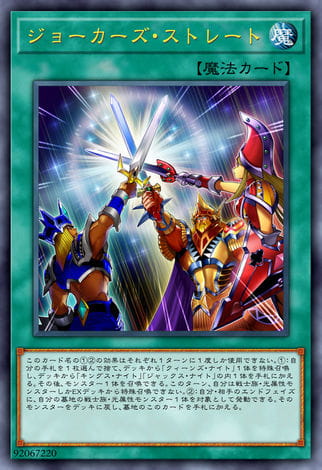 ジョーカーズ・ストレート
魔
【魔法カード】
このカード名の①②の効果はそれぞれ１ターンに１度しか使用できない。①：自
分の手札を１枚選んで捨て、デッキから「クィーンズ・ナイト」１体を特殊召喚
し、デッキから「キングス・ナイト」「ジャックス・ナイト」の内１体を手札に加え
る。その後、モンスター１体を召喚できる。このターン、自分は戦士族・光属性モン
スターしかEXデッキから特殊召喚できない。②：自分・相手のエンドフェイズ
に、自分の墓地の戦士族・光属性モンスター１体を対象として発動できる。その
モンスターをデッキに戻し、墓地のこのカードを手札に加える。
92067220